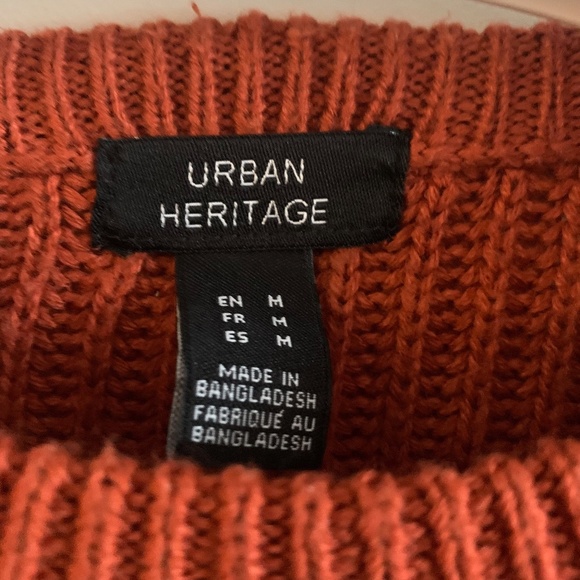 URBAN
HERITAGE
EN M
FR M
ES M
MADE IN
BANGLADESH
FABRIQUÉ AU
BANGLADESH